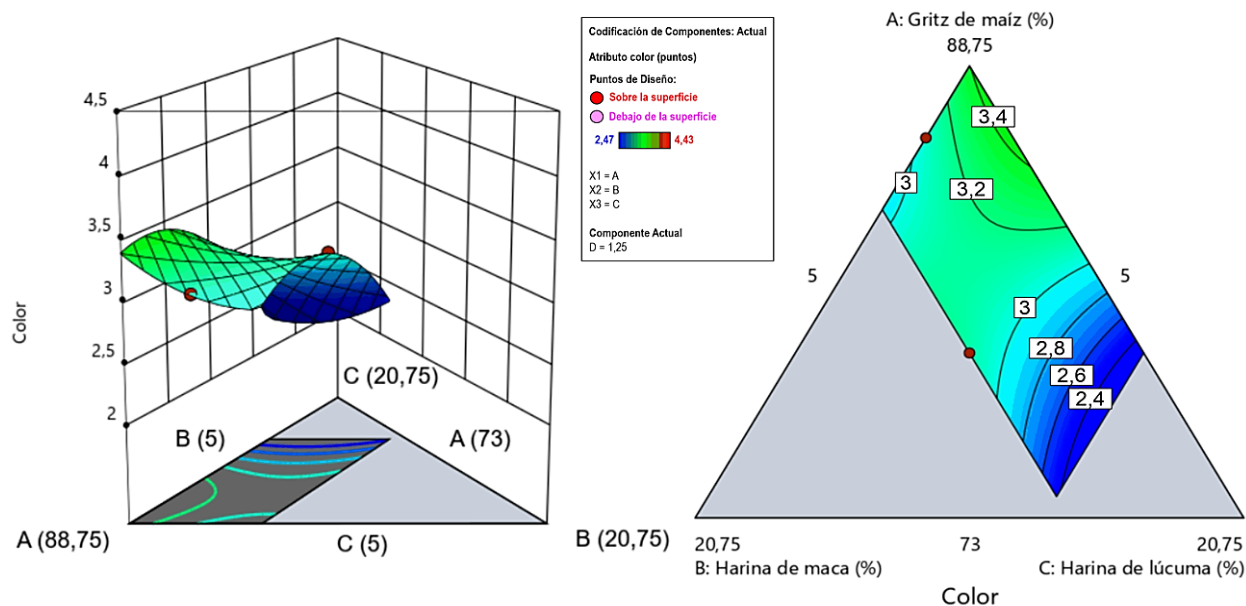 4,5
4
3,5
3
2,5
2
Color
C (20,75)
B (5)
A (73)
A (88,75)
C (5)
B (20,75)
Codificación de Componentes: Actual
Atributo color (puntos)
Puntos de Diseño:
Sobre la superficie
Debajo de la superficie
2,47 4,43
X1 = A
X2 = B
X3 = C
Componente Actual
D = 1,25
A: Gritz de maíz (%)
88,75
3,4
3
3,2
5
5
3
2,8
2,6
2,4
20,75
73
20,75
B: Harina de maca (%)
C: Harina de lúcuma (%)
Color